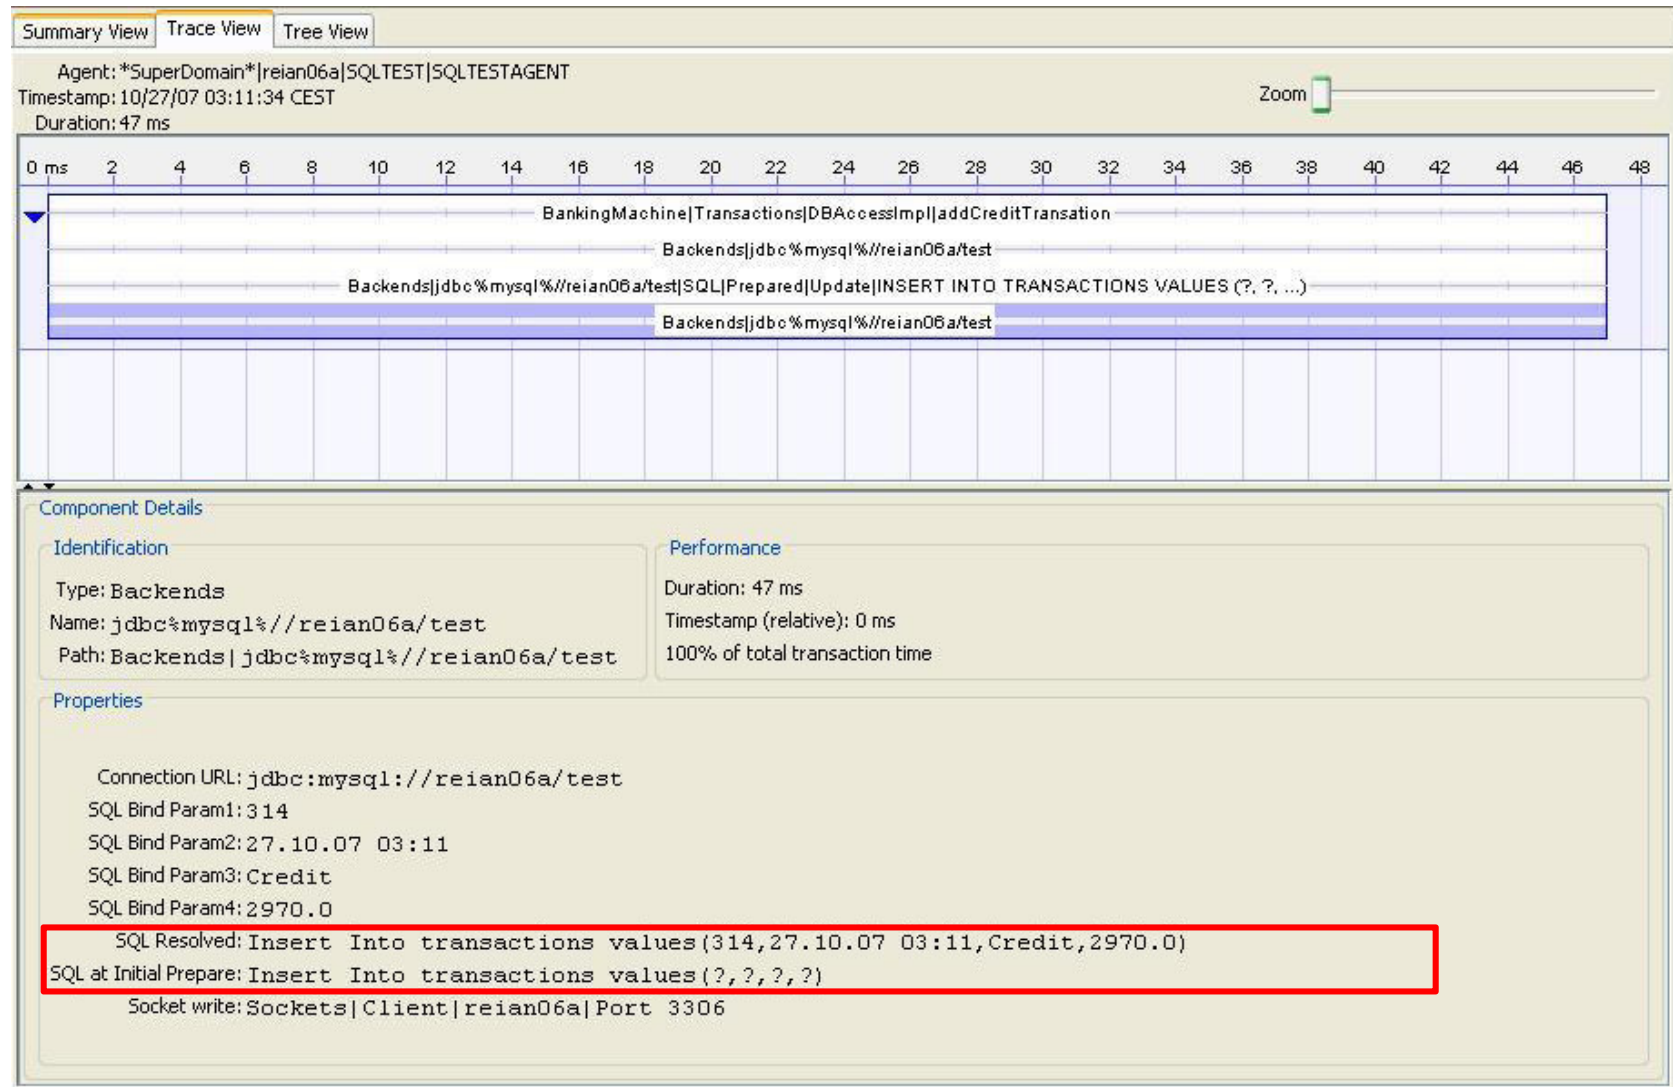 Summary View Trace View Tree View
Agent: *SuperDomain*|reian06a|SQLTEST|SQLTESTAGENT
Timestamp: 10/27/07 03:11:34 CEST
Zoom
Duration: 47 ms
0 ms 2 4 6 8 10 12 14 16 18 20 22 24 26 28 30 32 34 36 38 40 42 44 46 48
BankingMachine|Transactions|DBAccessImpl|addCreditTransation
Backends|jdbc%mysql%//reian06a/test
Backends|jdbc%mysql%//reian06a/test|SQL|Prepared|Update|INSERT INTO TRANSACTIONS VALUES (?, ?, ...)
Backends|jdbc%mysql%//reian06a/test
Component Details
Identification
Type: Backends
Name: jdbc%mysql%//reian06a/test
Path: Backends|jdbc%mysql%//reian06a/test
Performance
Duration: 47 ms
Timestamp (relative): 0 ms
100% of total transaction time
Properties
Connection URL: jdbc:mysql://reian06a/test
SQL Bind Param1: 314
SQL Bind Param2: 27.10.07 03:11
SQL Bind Param3: Credit
SQL Bind Param4: 2970.0
SQL Resolved: Insert Into transactions values(314,27.10.07 03:11,Credit,2970.0)
SQL at Initial Prepare: Insert Into transactions values(?,?,?,?)
Socket write: Sockets|Client|reian06a|Port 3306